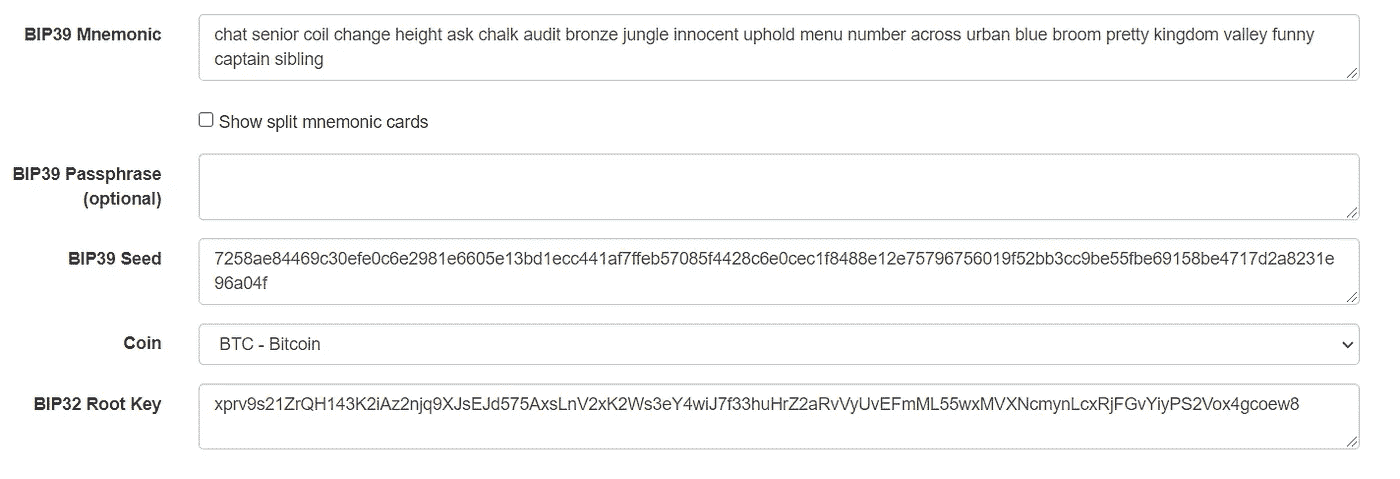 BIP39 Mnemonic
chat senior coil change height ask chalk audit bronze jungle innocent uphold menu number across urban blue broom pretty kingdom valley funny
captain sibling
Show split mnemonic cards
BIP39 Passphrase
(optional)
BIP39 Seed
7258ae84469c30efe0c6e2981e6605e13bd1ecc441af7ffeb57085f4428c6e0cec1f8488e12e75796756019f52bb3cc9be55fbe69158be4717d2a8231e
96a04f
Coin
BTC - Bitcoin
BIP32 Root Key
xprv9s21ZrQH143K2iAz2njq9XJsEJd575AxsLnV2xK2Ws3eY4wiJ7f33huHrZ2aRvVyUvEFmML55wxMVXNcmynLcxRjFGvYiyPS2Vox4gcoew8